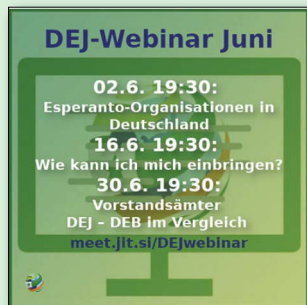 DEJ-Webinar Juni
02.6. 19:30:
Esperanto-Organisationen in
Deutschland
16.6. 19:30:
Wie kann ich mich einbringen?
30.6. 19:30:
Vorstandsämter
DEJ – DEB im Vergleich
meet.jit.si/DEJwebinar